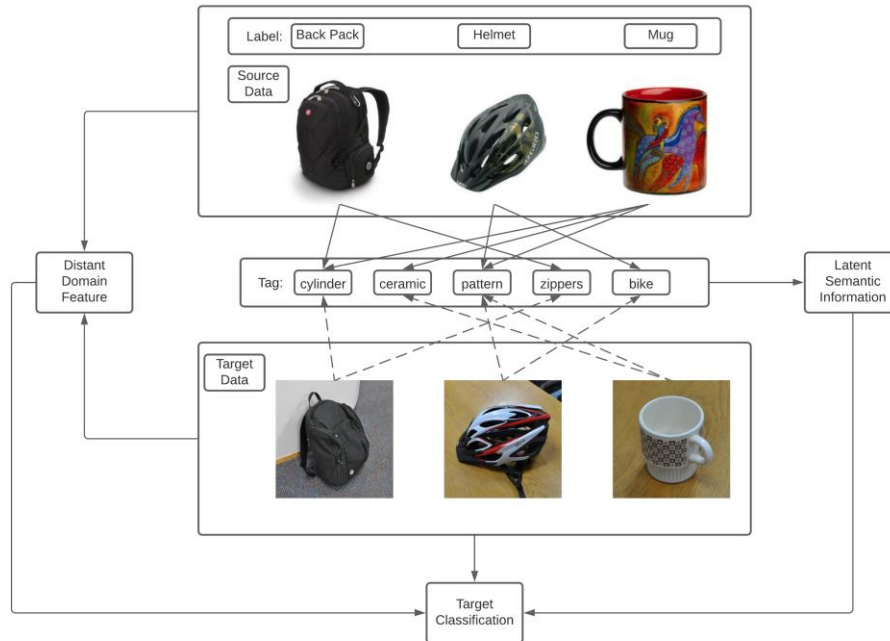 Label: Back Pack Helmet Mug
Source
Data
Distant
Domain
Feature
Tag: cylinder ceramic pattern zippers bike
Latent
Semantic
Information
Target
Data
Target
Classification